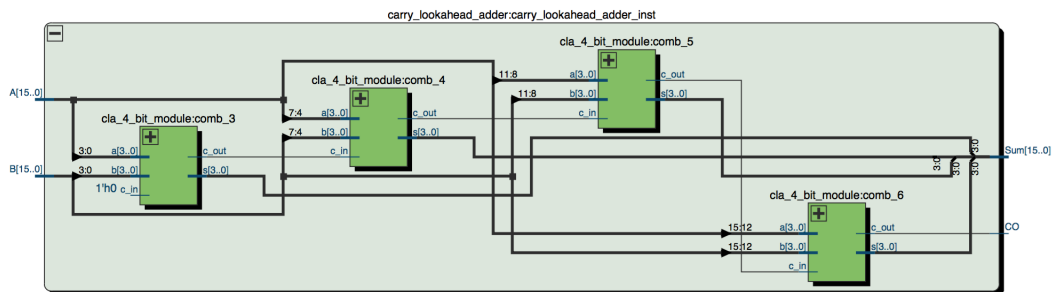 carry_lookahead_adder:carry_lookahead_adder_inst
cla_4_bit_module:comb_5
11:8 a[3..0] c_out
11:8 b[3..0] s[3..0]
c_in
cla_4_bit_module:comb_4
7:4 a[3..0] c_out
7:4 b[3..0] s[3..0]
c_in
A[15..0]
cla_4_bit_module:comb_3
3:0 a[3..0] c_out
B[15..0] 3:0 b[3..0] s[3..0]
1'h0 c_in
3:0
3:0
3:0
3:0
Sum[15..0]
cla_4_bit_module:comb_6
15:12 a[3..0] c_out
15:12 b[3..0] s[3..0]
c_in
CO